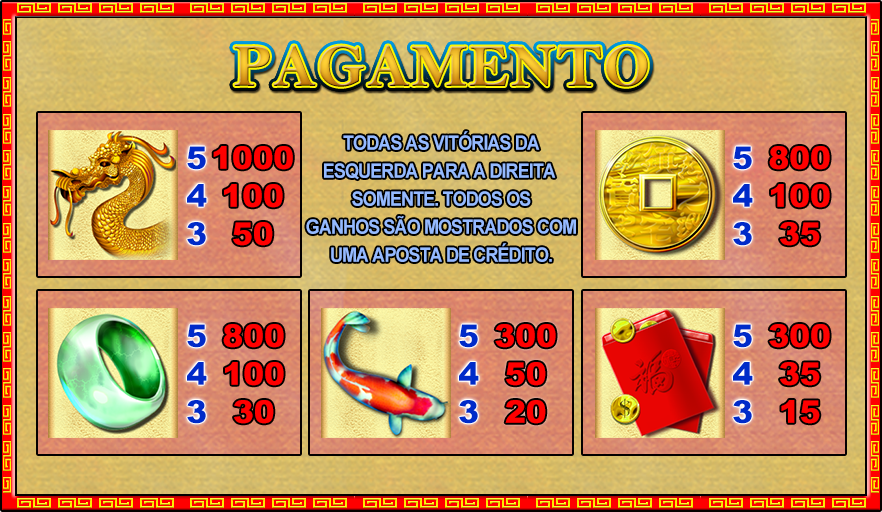 PAGAMENTO
5 1000
4 100
3 50
TODAS AS VITÓRIAS DA
ESQUERDA PARA A DIREITA
SOMENTE. TODOS OS
GANHOS SÃO MOSTRADOS COM
UMA APOSTA DE CRÉDITO.
5 800
4 100
3 35
5 800
4 100
3 30
5 300
4 50
3 20
福
$
5 300
4 35
3 15